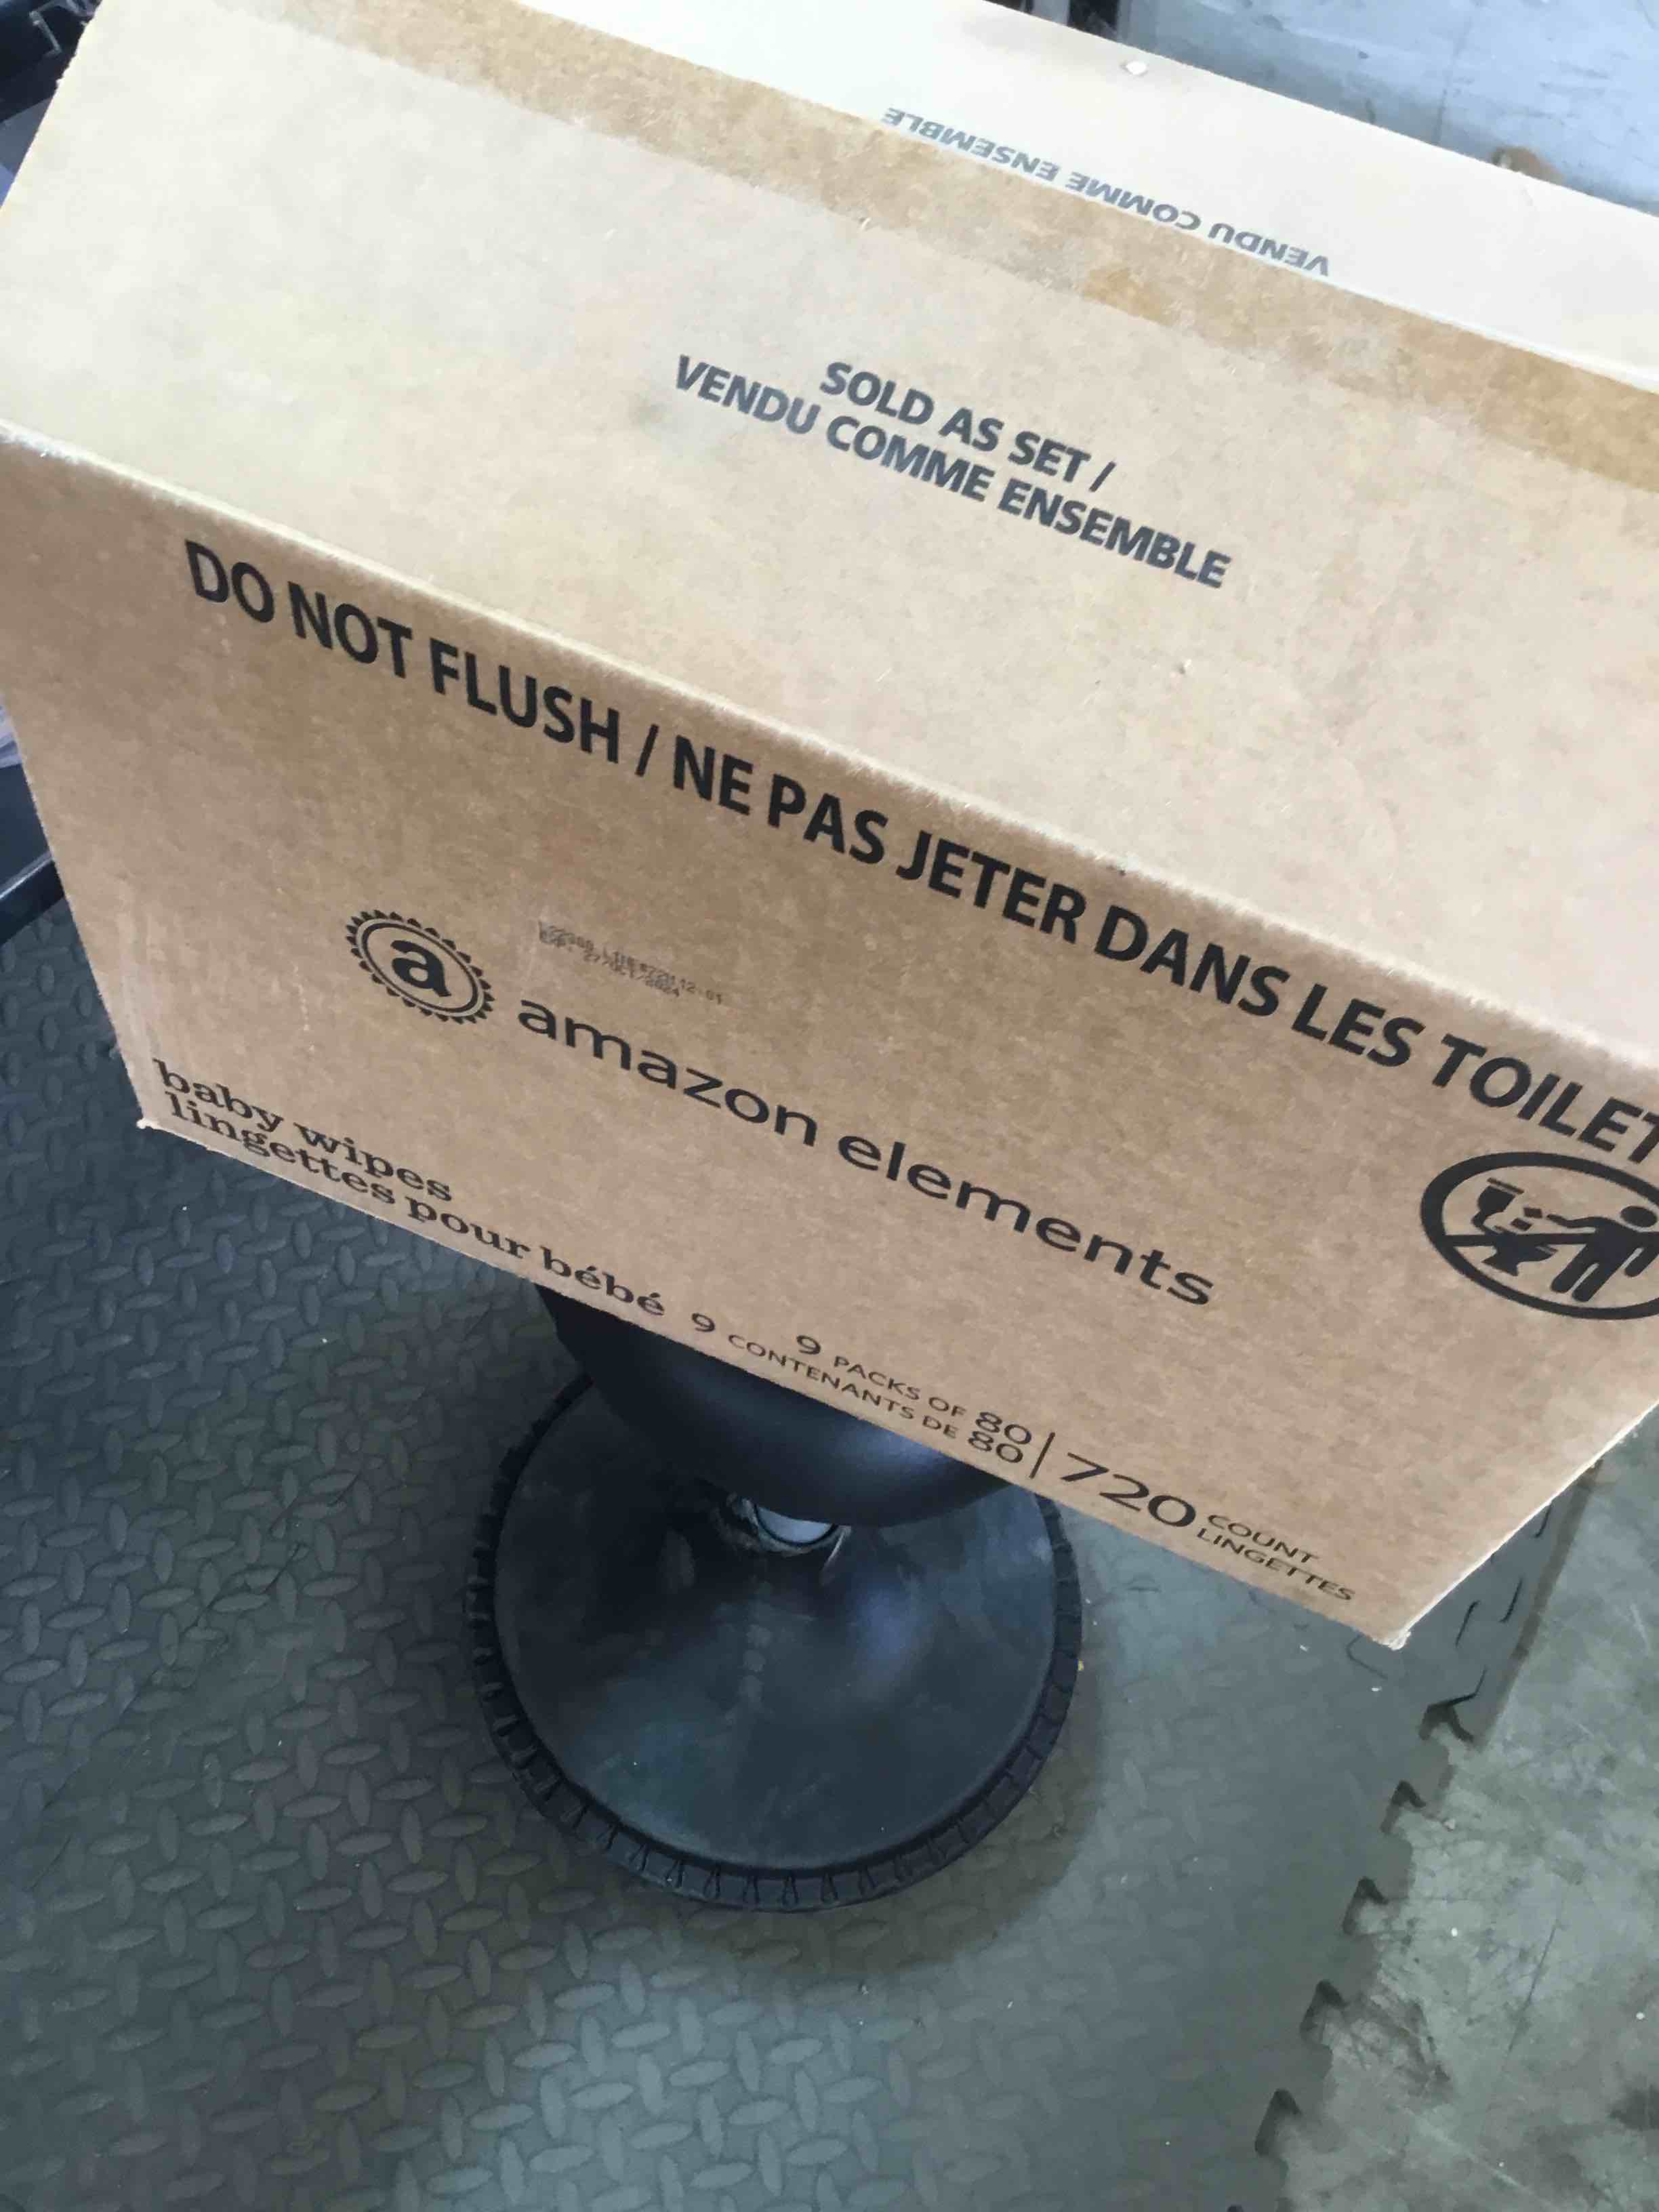 VENDU COMME ENSEMBLE
SOLD AS SET /
VENDU COMME ENSEMBLE
DO NOT FLUSH / NE PAS JETER DANS LES TOILET
a
amazon elements
baby wipes
lingettes pour bébé
9 PACKS OF 80
9 CONTENANTS DE 80
720 COUNT
LINGETTES